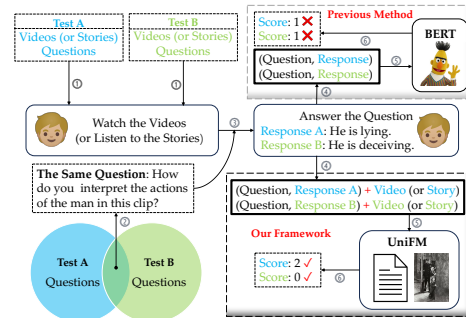 Test A
Videos (or Stories)
Questions
Test B
Videos (or Stories)
Questions
①
①
Watch the Videos
(or Listen to the Stories)
③
The Same Question: How
do you interpret the actions
of the man in this clip?
②
Test A
Questions
Test B
Questions
Previous Method
Score: 1
Score: 1
⑥
BERT
(Question, Response)
(Question, Response)
⑤
④
Answer the Question
Response A: He is lying.
Response B: He is deceiving.
④
(Question, Response A) + Video (or Story)
(Question, Response B) + Video (or Story)
⑤
Our Framework
UniFM
Score: 2 ✓
Score: 0 ✓
⑥